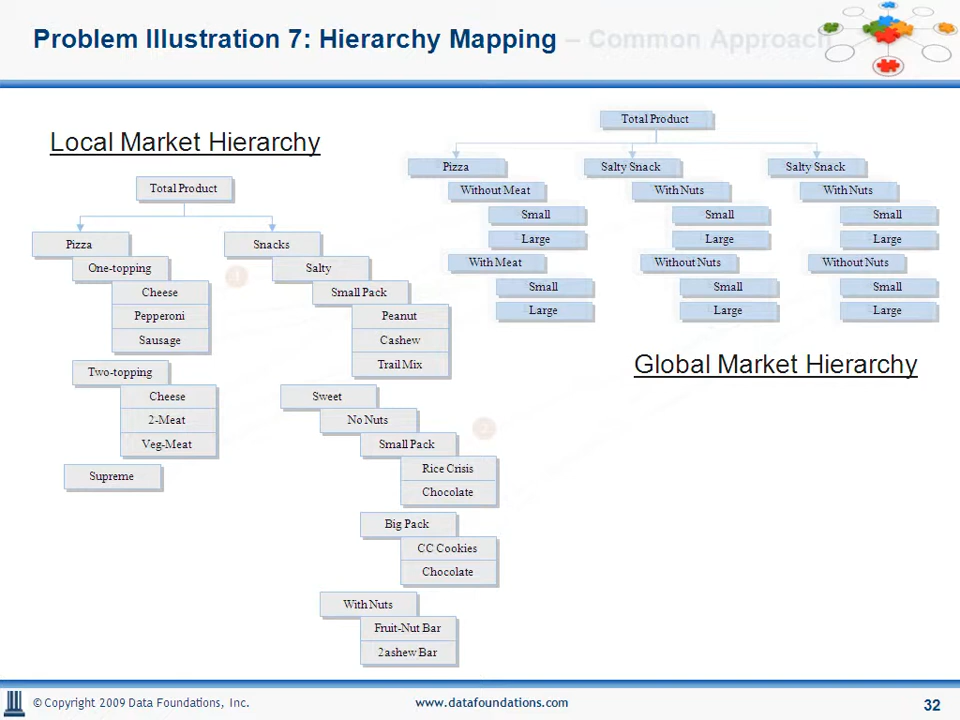 Problem Illustration 7: Hierarchy Mapping – Common Approach
Local Market Hierarchy
Total Product
Pizza
One-topping
Cheese
Pepperoni
Sausage
Two-topping
Cheese
2-Meat
Veg-Meat
Supreme
Snacks
Salty
Small Pack
Peanut
Cashew
Trail Mix
Sweet
No Nuts
Small Pack
Rice Crisis
Chocolate
Big Pack
CC Cookies
Chocolate
With Nuts
Fruit-Nut Bar
2ashew Bar
1
2
Total Product
Pizza
Without Meat
Small
Large
With Meat
Small
Large
Salty Snack
With Nuts
Small
Large
Without Nuts
Small
Large
Salty Snack
With Nuts
Small
Large
Without Nuts
Small
Large
Global Market Hierarchy
© Copyright 2009 Data Foundations, Inc.
www.datafoundations.com
32